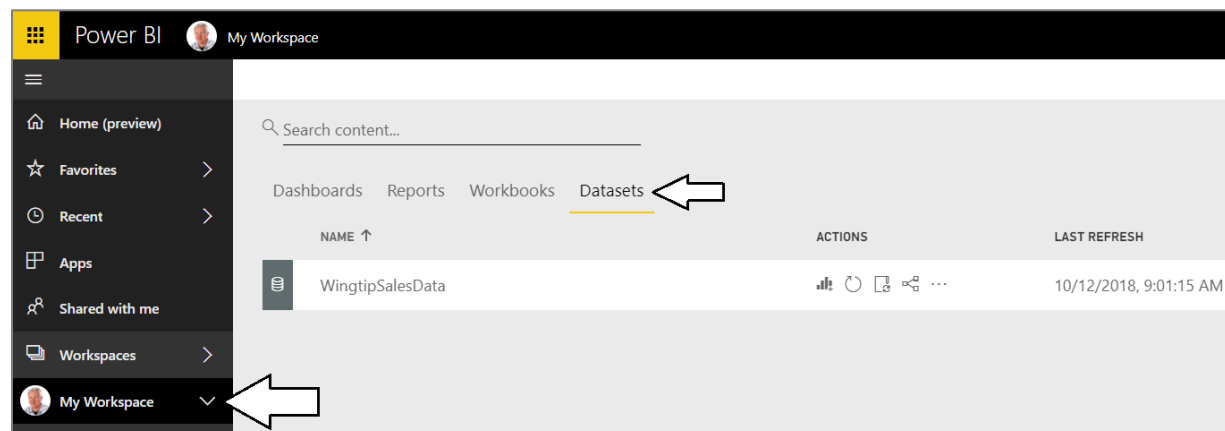 Power BI My Workspace
Home (preview)
Favorites
Recent
Apps
Shared with me
Workspaces
My Workspace
Search content...
Dashboards Reports Workbooks Datasets
NAME ↑ ACTIONS LAST REFRESH
WingtipSalesData ... 10/12/2018, 9:01:15 AM